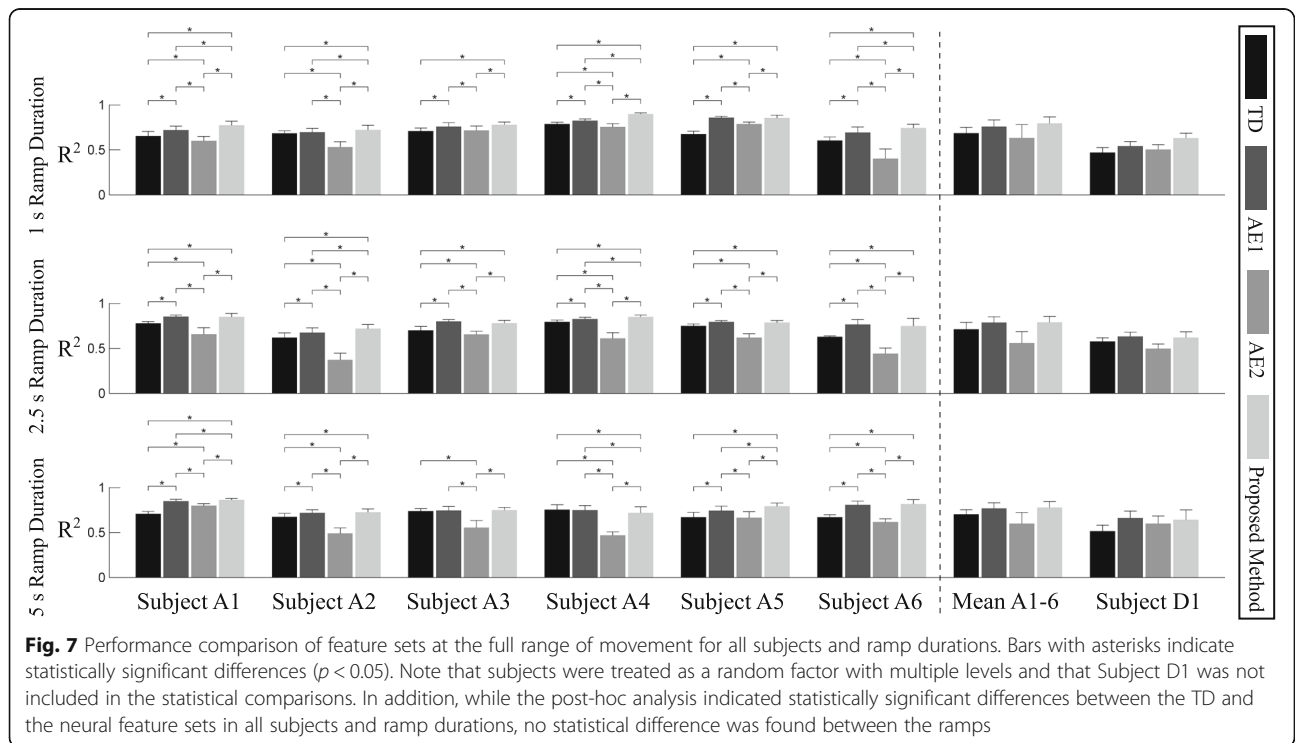 1 s Ramp Duration
R²
1
0.5
0
* * * * * *
* * * * *
* * * *
* * * * * *
* * * * *
* * * * * *
2.5 s Ramp Duration
R²
1
0.5
0
* * * * *
* * * * * *
* * * * *
* * * * * *
* * * * *
* * * * *
5 s Ramp Duration
R²
1
0.5
0
* * * * * *
* * * * *
* *
* * * *
* * * * *
* * * * * *
Subject A1
Subject A2
Subject A3
Subject A4
Subject A5
Subject A6
Mean A1-6
Subject D1
TD
AE1
AE2
Proposed Method
Fig. 7 Performance comparison of feature sets at the full range of movement for all subjects and ramp durations. Bars with asterisks indicate
statistically significant differences (p < 0.05). Note that subjects were treated as a random factor with multiple levels and that Subject D1 was not
included in the statistical comparisons. In addition, while the post-hoc analysis indicated statistically significant differences between the TD and
the neural feature sets in all subjects and ramp durations, no statistical difference was found between the ramps